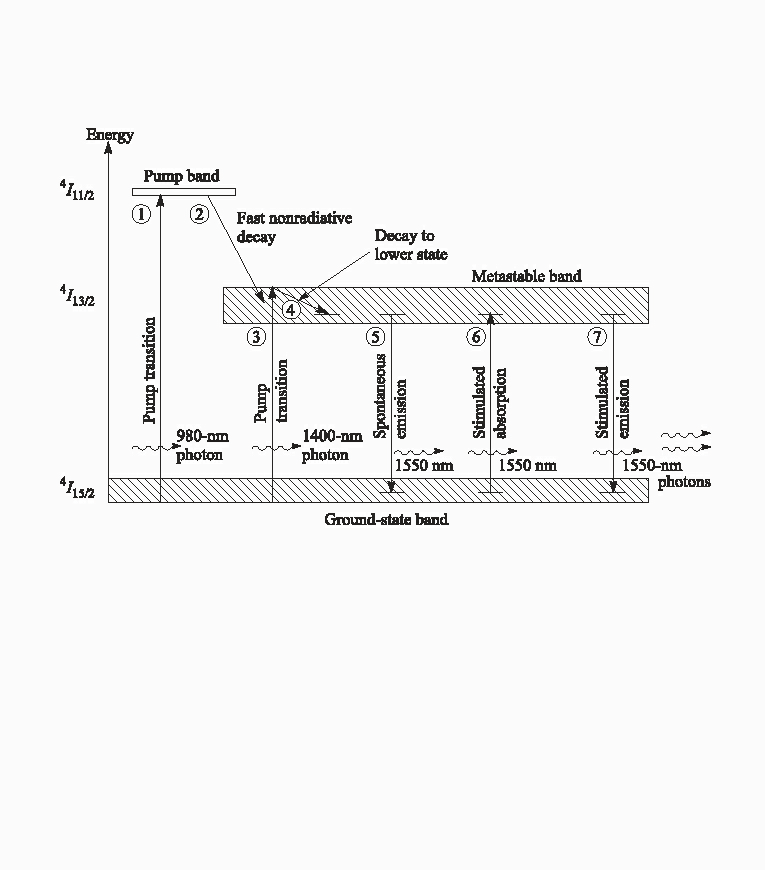 Energy
Pump band
⁴I₁₁/₂
① ②
Fast nonradiative
decay
Decay to
lower state
Metastable band
⁴I₁₃/₂
④
③ ⑤ ⑥ ⑦
Pump transition
Pump
transition
Spontaneous
emission
Stimulated
absorption
Stimulated
emission
980-nm
photon
1400-nm
photon
1550 nm
1550 nm
1550-nm
photons
⁴I₁₅/₂
Ground-state band